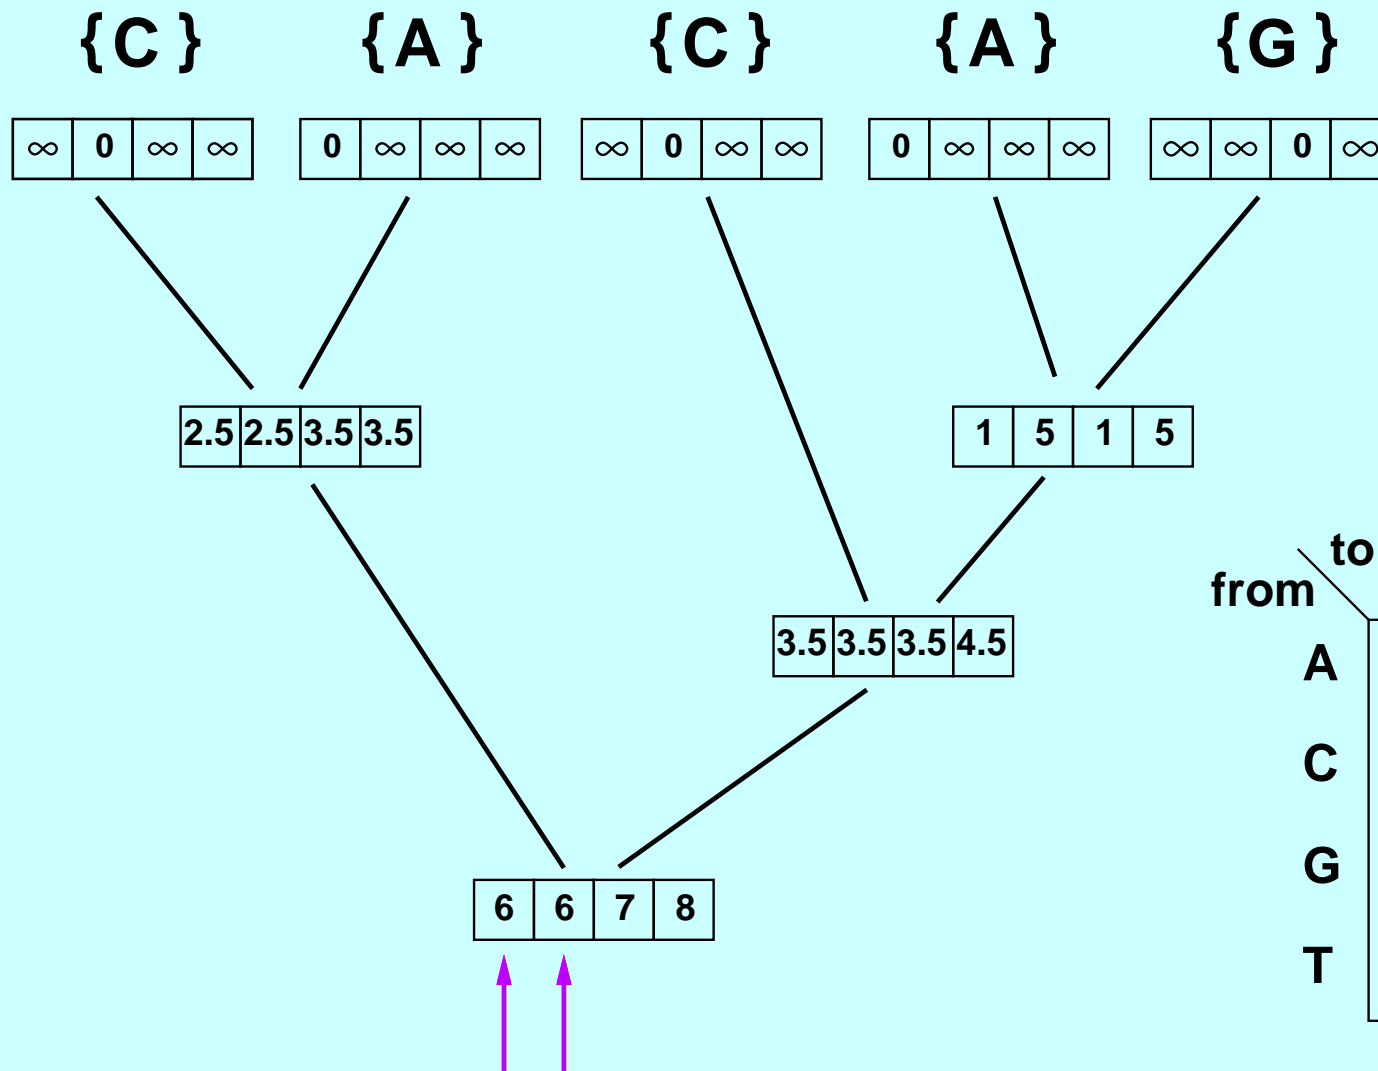 {C} {A} {C} {A} {G}
∞ 0 ∞ ∞ 0 ∞ ∞ ∞ ∞ 0 ∞ ∞ 0 ∞ ∞ ∞ ∞ ∞ 0 ∞
2.5 2.5 3.5 3.5 1 5 1 5
to
from
3.5 3.5 3.5 4.5
A
C
G
6 6 7 8
T